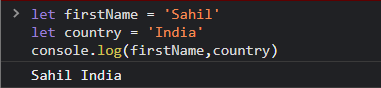 let firstName = 'Sahil'
let country = 'India'
console.log(firstName,country)
Sahil India